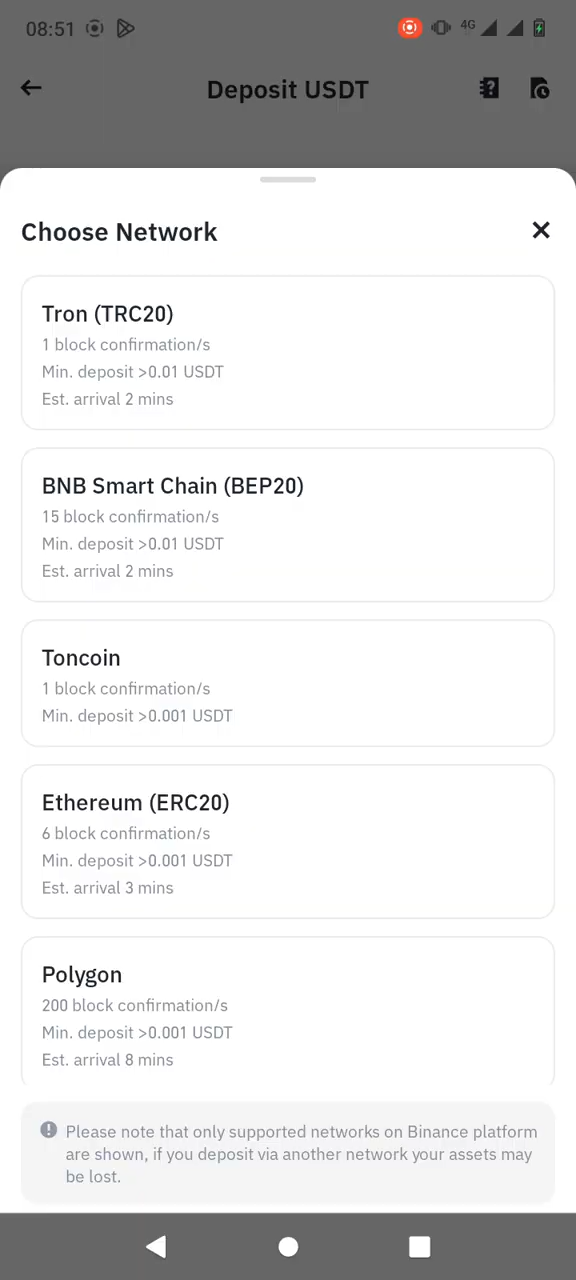 08:51
4G
Deposit USDT
Choose Network
Tron (TRC20)
1 block confirmation/s
Min. deposit >0.01 USDT
Est. arrival 2 mins
BNB Smart Chain (BEP20)
15 block confirmation/s
Min. deposit >0.01 USDT
Est. arrival 2 mins
Toncoin
1 block confirmation/s
Min. deposit >0.001 USDT
Ethereum (ERC20)
6 block confirmation/s
Min. deposit >0.001 USDT
Est. arrival 3 mins
Polygon
200 block confirmation/s
Min. deposit >0.001 USDT
Est. arrival 8 mins
Please note that only supported networks on Binance platform
are shown, if you deposit via another network your assets may
be lost.